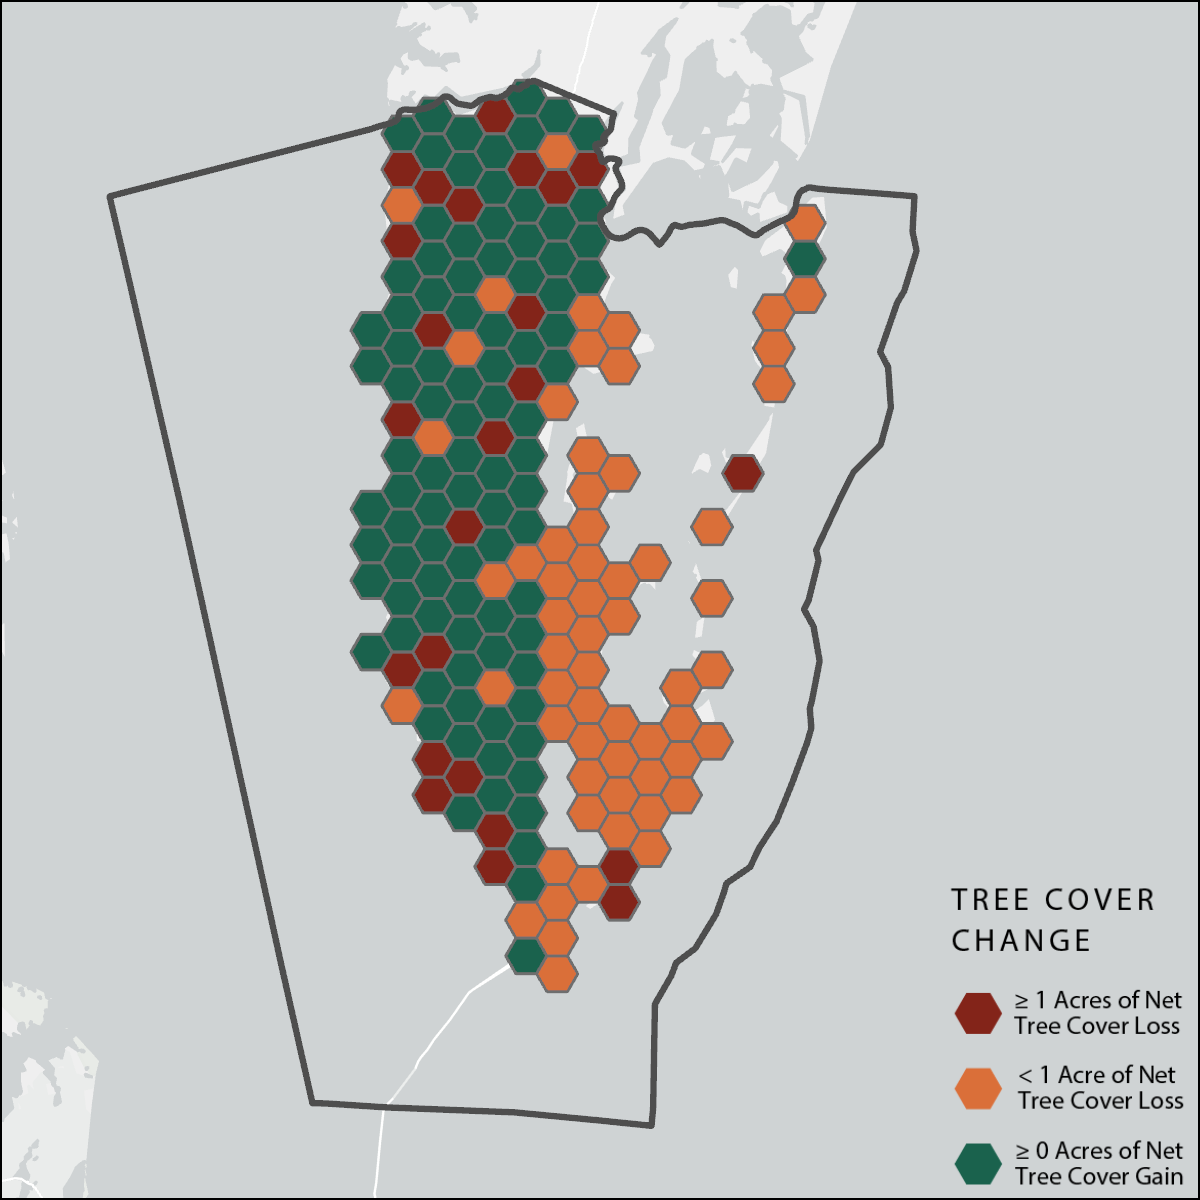 TREE COVER
CHANGE
≥ 1 Acres of Net
Tree Cover Loss
< 1 Acre of Net
Tree Cover Loss
≥ 0 Acres of Net
Tree Cover Gain